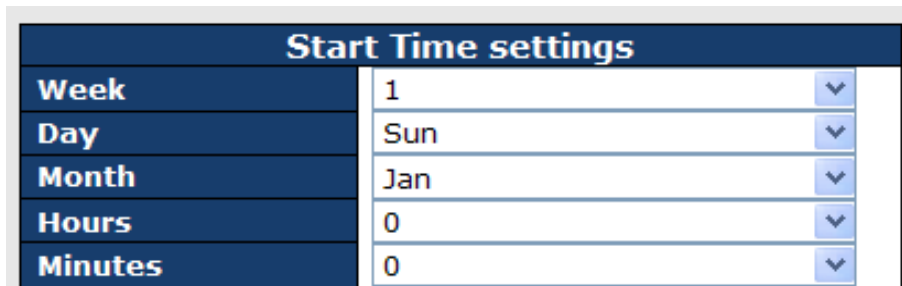 Start Time settings
Week 1
Day Sun
Month Jan
Hours 0
Minutes 0